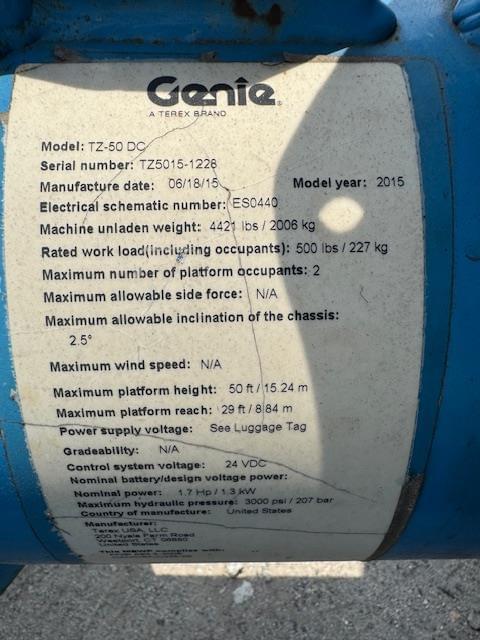 Genie
A TEREX BRAND
Model: TZ-50 DC
Serial number: TZ5015-1228
Manufacture date: 06/18/15 Model year: 2015
Electrical schematic number: ES0440
Machine unladen weight: 4421 lbs / 2006 kg
Rated work load(including occupants): 500 lbs / 227 kg
Maximum number of platform occupants: 2
Maximum allowable side force: N/A
Maximum allowable inclination of the chassis:
2.5°
Maximum wind speed: N/A
Maximum platform height: 50 ft / 15.24 m
Maximum platform reach: 29 ft / 8.84 m
Power supply voltage: See Luggage Tag
Gradeability: N/A
Control system voltage: 24 VDC
Nominal battery/design voltage power:
Nominal power: 1.7 Hp / 1.3 kW
Maximum hydraulic pressure: 3000 psi / 207 bar
Country of manufacture: United States
Manufacturer:
Terex USA, LLC
200 Nyala Farm Road
Westport, CT 06880
United States
This MEWP complies with: